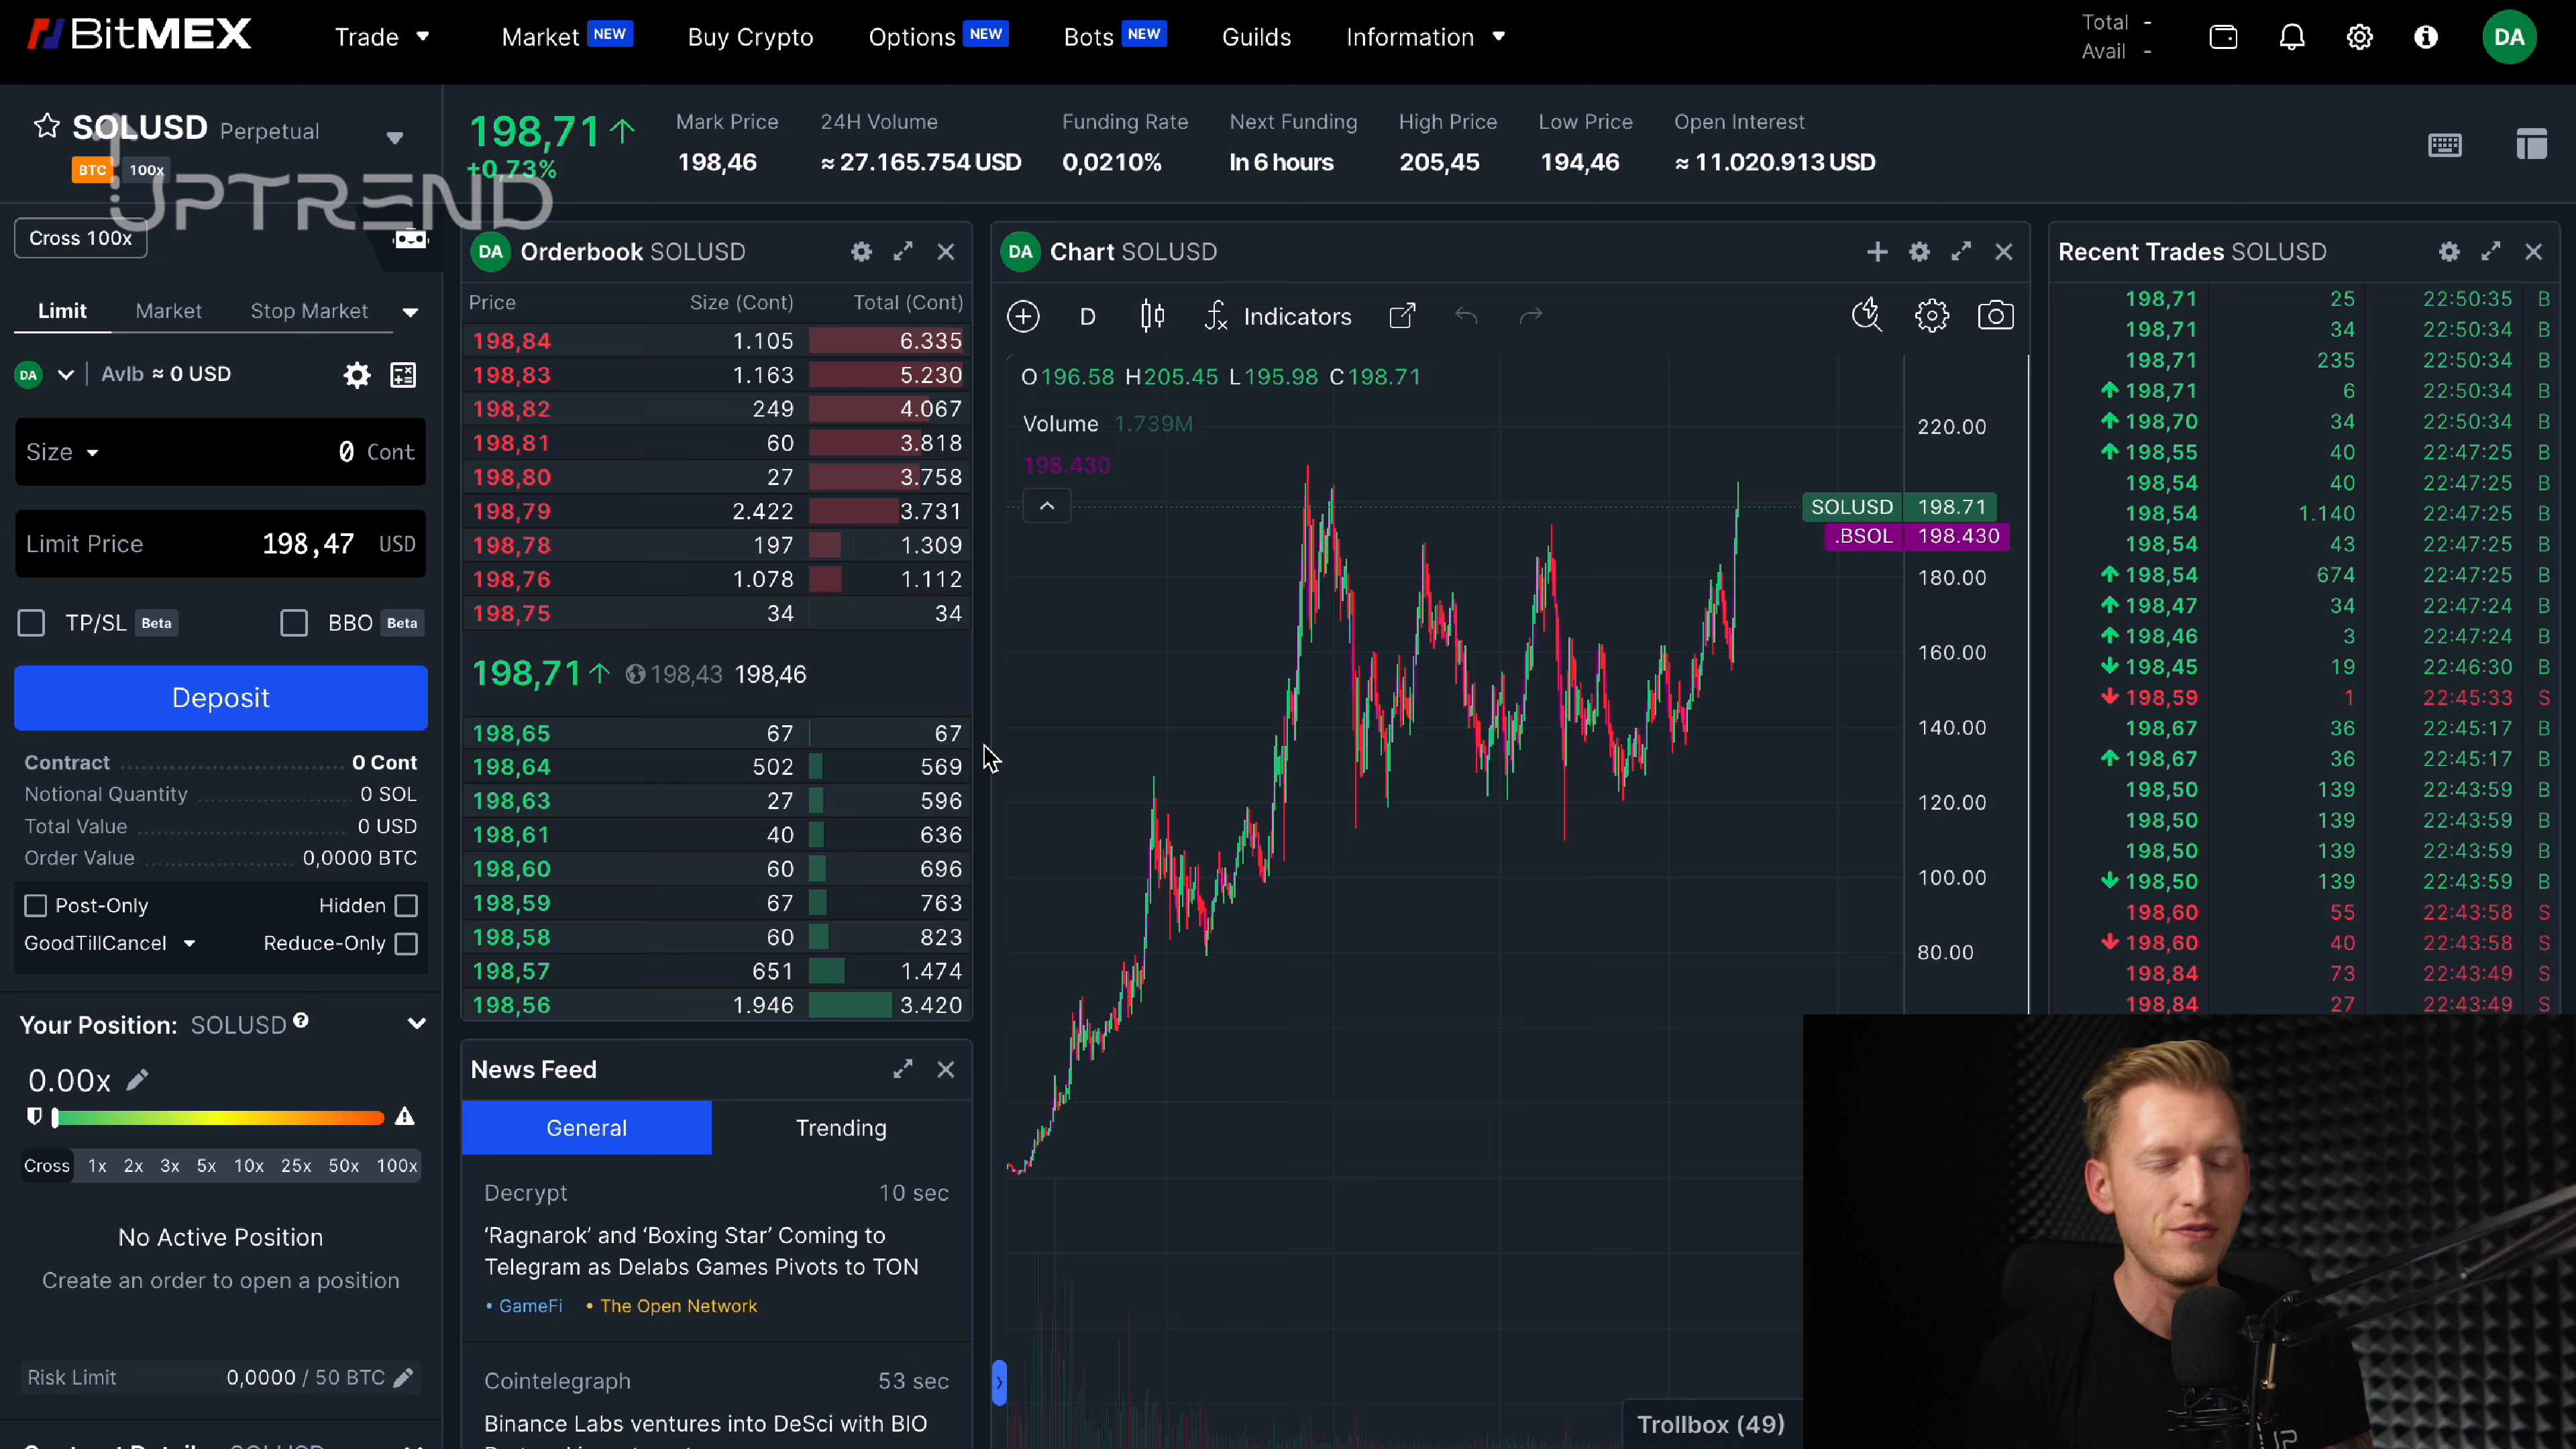 BitMEX
Trade
Market NEW
Buy Crypto
Options NEW
Bots NEW
Guilds
Information
Total -
Avail -
DA
SOLUSD Perpetual
BTC 100x
UPTREND
198,71
+0,73%
Mark Price
198,46
24H Volume
≈ 27.165.754 USD
Funding Rate
0,0210%
Next Funding
In 6 hours
High Price
205,45
Low Price
194,46
Open Interest
≈ 11.020.913 USD
Cross 100x
Limit Market Stop Market
DA Avlb ≈ 0 USD
Size 0 Cont
Limit Price 198,47 USD
TP/SL Beta BBO Beta
Deposit
Contract 0 Cont
Notional Quantity 0 SOL
Total Value 0 USD
Order Value 0,0000 BTC
Post-Only Hidden
GoodTillCancel Reduce-Only
Your Position: SOLUSD
0.00x
Cross 1x 2x 3x 5x 10x 25x 50x 100x
No Active Position
Create an order to open a position
Risk Limit 0,0000 / 50 BTC
DA Orderbook SOLUSD
Price Size (Cont) Total (Cont)
198,84 1.105 6.335
198,83 1.163 5.230
198,82 249 4.067
198,81 60 3.818
198,80 27 3.758
198,79 2.422 3.731
198,78 197 1.309
198,76 1.078 1.112
198,75 34 34
198,71 198,43 198,46
198,65 67 67
198,64 502 569
198,63 27 596
198,61 40 636
198,60 60 696
198,59 67 763
198,58 60 823
198,57 651 1.474
198,56 1.946 3.420
News Feed
General Trending
Decrypt 10 sec
‘Ragnarok’ and ‘Boxing Star’ Coming to
Telegram as Delabs Games Pivots to TON
• GameFi • The Open Network
Cointelegraph 53 sec
Binance Labs ventures into DeSci with BIO
DA Chart SOLUSD
D Indicators
O196.58 H205.45 L195.98 C198.71
Volume 1.739M
198.430
220.00
SOLUSD 198.71
.BSOL 198.430
180.00
160.00
140.00
120.00
100.00
80.00
Trollbox (49)
Recent Trades SOLUSD
198,71 25 22:50:35 B
198,71 34 22:50:34 B
198,71 235 22:50:34 B
198,71 6 22:50:34 B
198,70 34 22:50:34 B
198,55 40 22:47:25 B
198,54 40 22:47:25 B
198,54 1.140 22:47:25 B
198,54 43 22:47:25 B
198,54 674 22:47:25 B
198,47 34 22:47:24 B
198,46 3 22:47:24 B
198,45 19 22:46:30 B
198,59 1 22:45:33 S
198,67 36 22:45:17 B
198,67 36 22:45:17 B
198,50 139 22:43:59 B
198,50 139 22:43:59 B
198,50 139 22:43:59 B
198,50 139 22:43:59 B
198,60 55 22:43:58 S
198,60 40 22:43:58 S
198,84 73 22:43:49 S
198,84 27 22:43:49 S